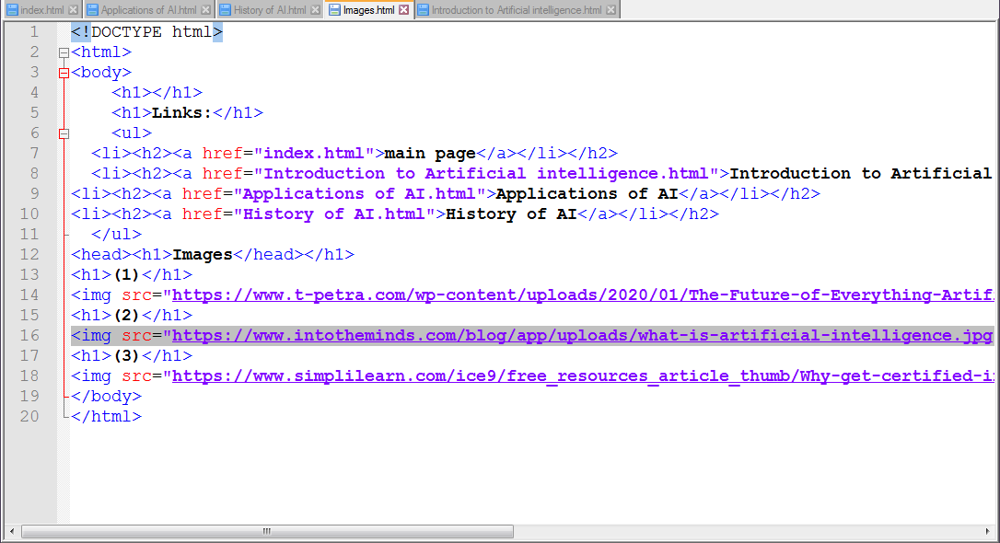 index.html Applications of AI.html History of AI.html Images.html Introduction to Artificial intelligence.html
1 <!DOCTYPE html>
2 <html>
3 <body>
4 <h1></h1>
5 <h1>Links:</h1>
6 <ul>
7 <li><h2><a href="index.html">main page</a></li></h2>
8 <li><h2><a href="Introduction to Artificial intelligence.html">Introduction to Artificial
9 <li><h2><a href="Applications of AI.html">Applications of AI</a></li></h2>
10 <li><h2><a href="History of AI.html">History of AI</a></li></h2>
11 </ul>
12 <head><h1>Images</head></h1>
13 <h1>(1)</h1>
14 <img src="https://www.t-petra.com/wp-content/uploads/2020/01/The-Future-of-Everything-Artif
15 <h1>(2)</h1>
16 <img src="https://www.intotheminds.com/blog/app/uploads/what-is-artificial-intelligence.jpg
17 <h1>(3)</h1>
18 <img src="https://www.simplilearn.com/ice9/free_resources_article_thumb/Why-get-certified-i
19 </body>
20 </html>